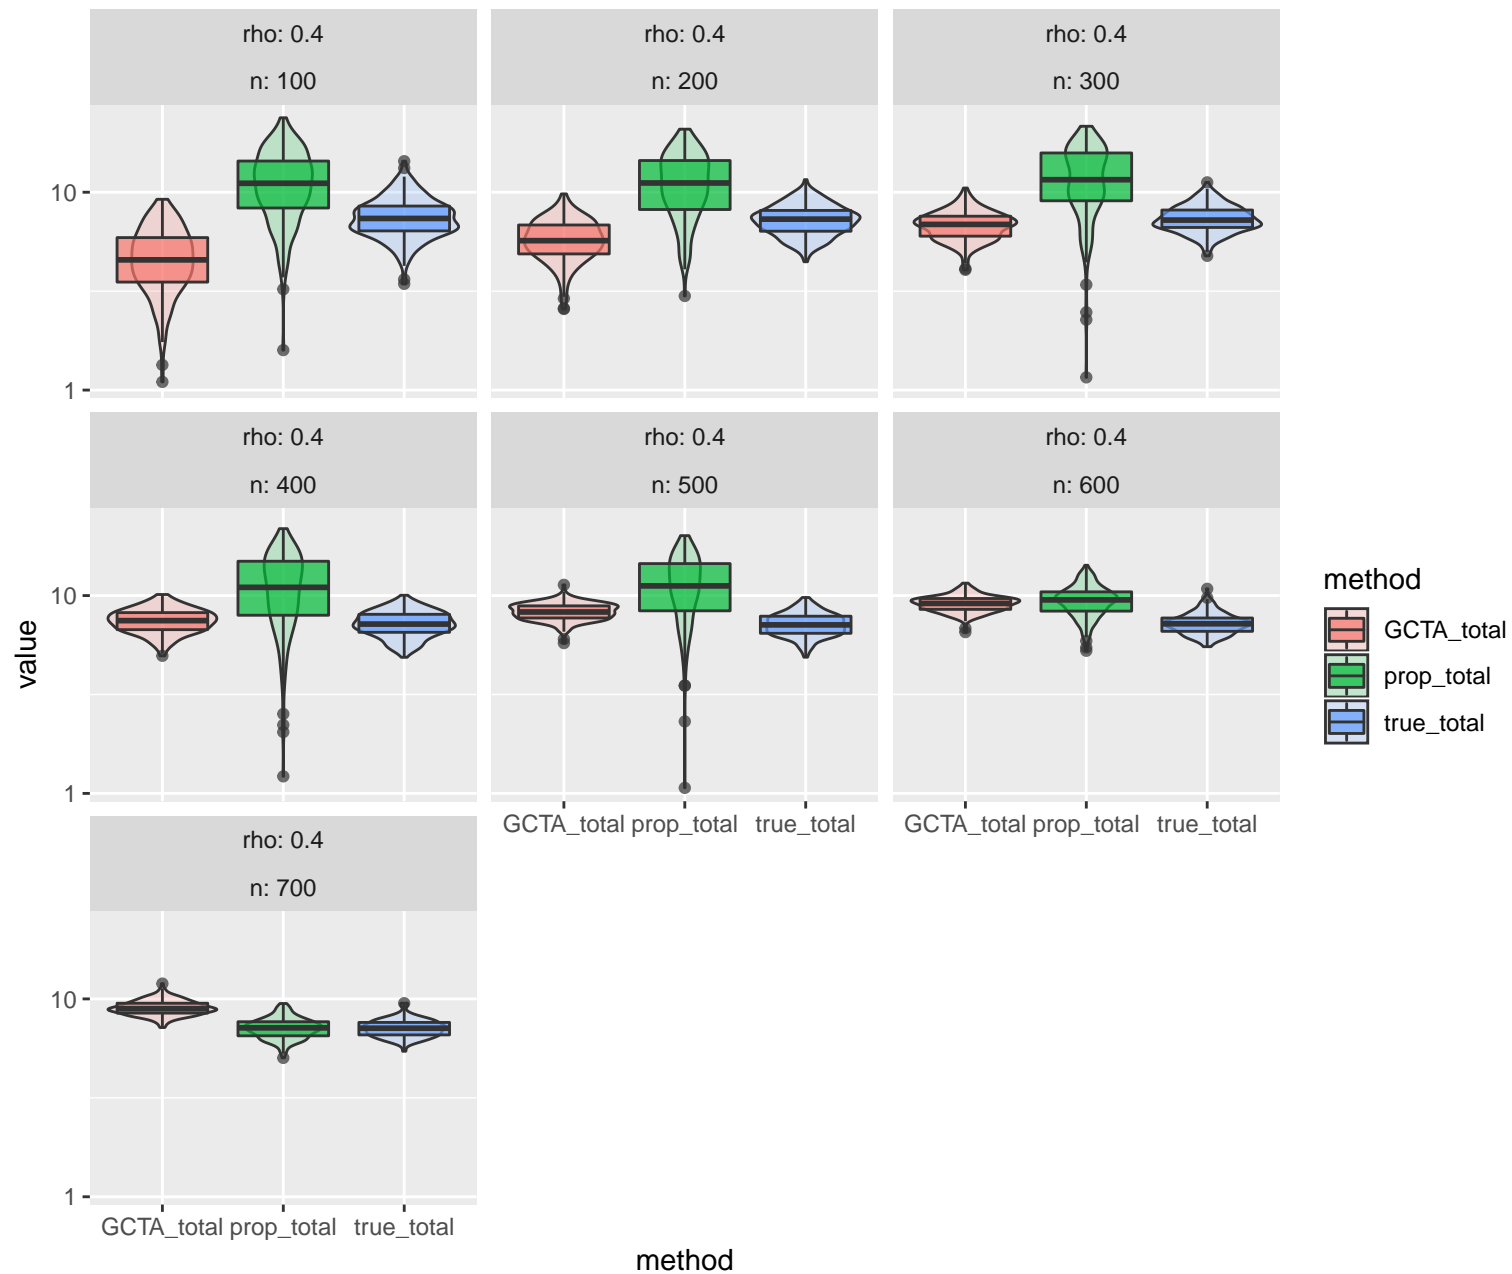 rho: 0.4
rho: 0.4
rho: 0.4
n: 100
n: 200
n: 300
10
1
rho: 0.4
rho: 0.4
rho: 0.4
n: 400
n: 500
n: 600
10
1
GCTA_total prop_total true_total
GCTA_total prop_total true_total
rho: 0.4
n: 700
10
1
GCTA_total prop_total true_total
method
value
method
GCTA_total
prop_total
true_total